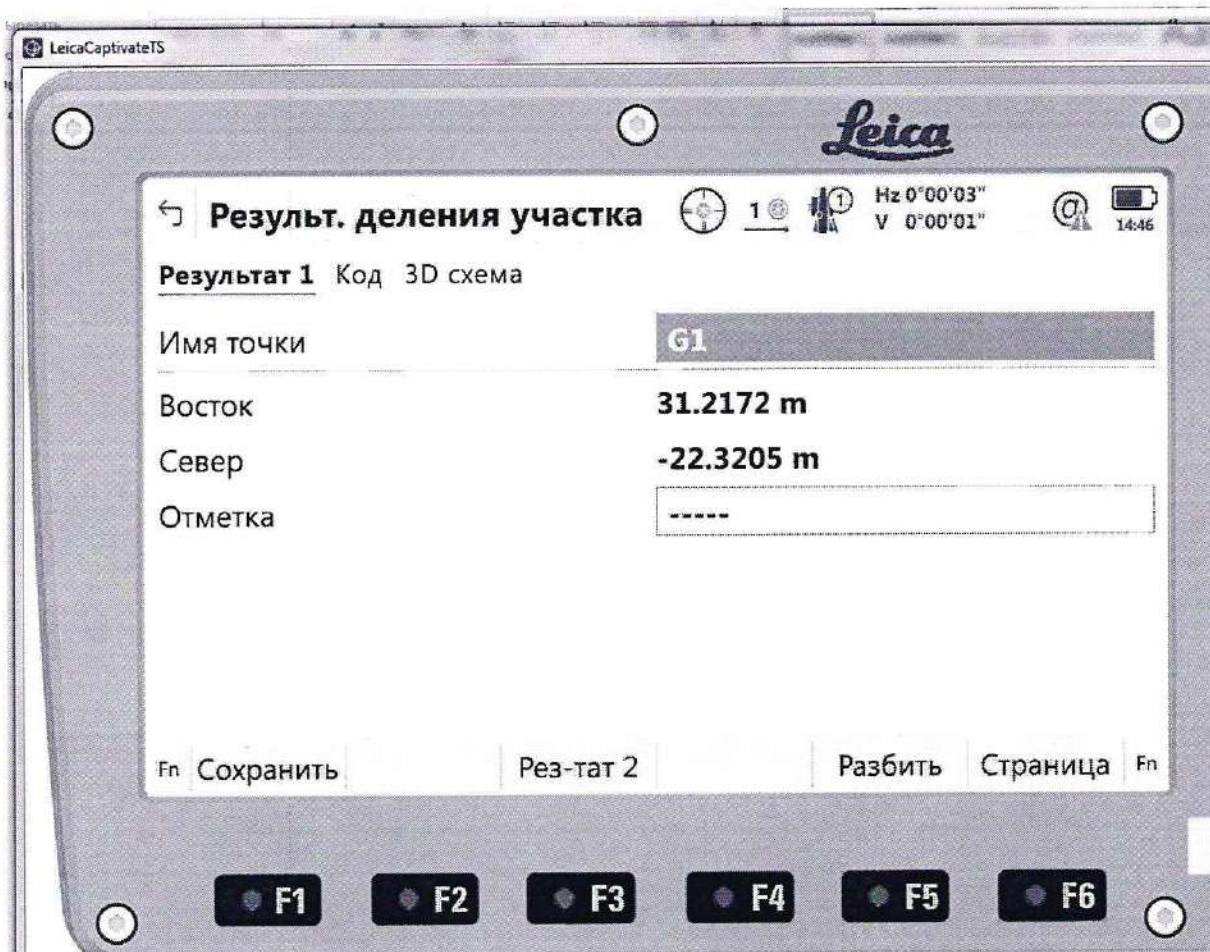 LeicaCaptivateTS
Leica
Результ. деления участка
1
1
Hz 0°00'03"
V 0°00'01"
14:46
Результат 1 Код 3D схема
Имя точки G1
Восток 31.2172 m
Север -22.3205 m
Отметка -----
Fn Сохранить Рез-тат 2 Разбить Страница Fn
F1 F2 F3 F4 F5 F6